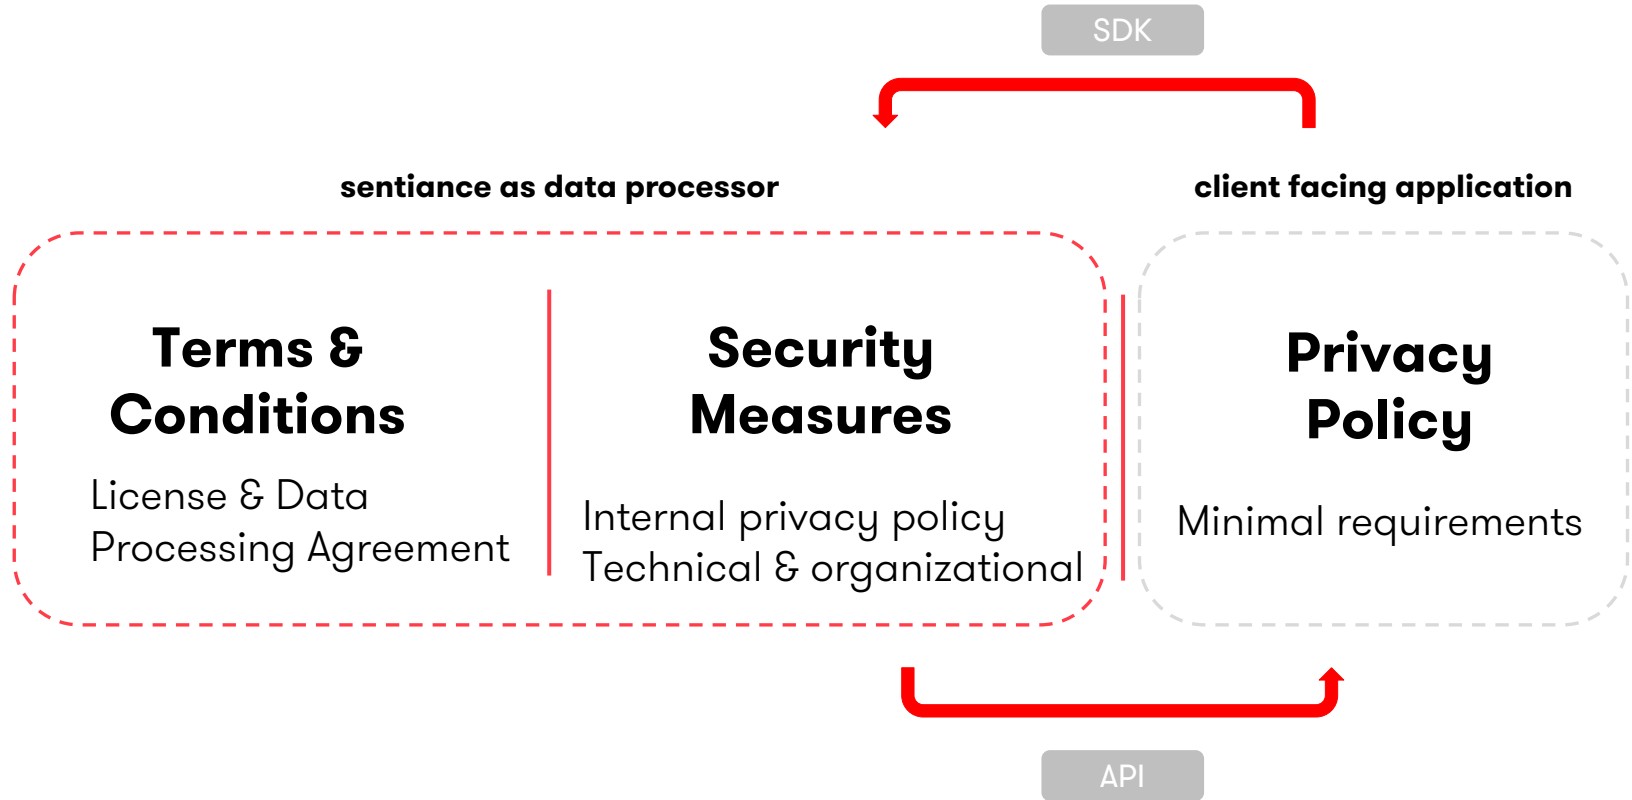 SDK
sentiance as data processor
client facing application
Terms &
Conditions
License & Data
Processing Agreement
Security
Measures
Internal privacy policy
Technical & organizational
Privacy
Policy
Minimal requirements
API